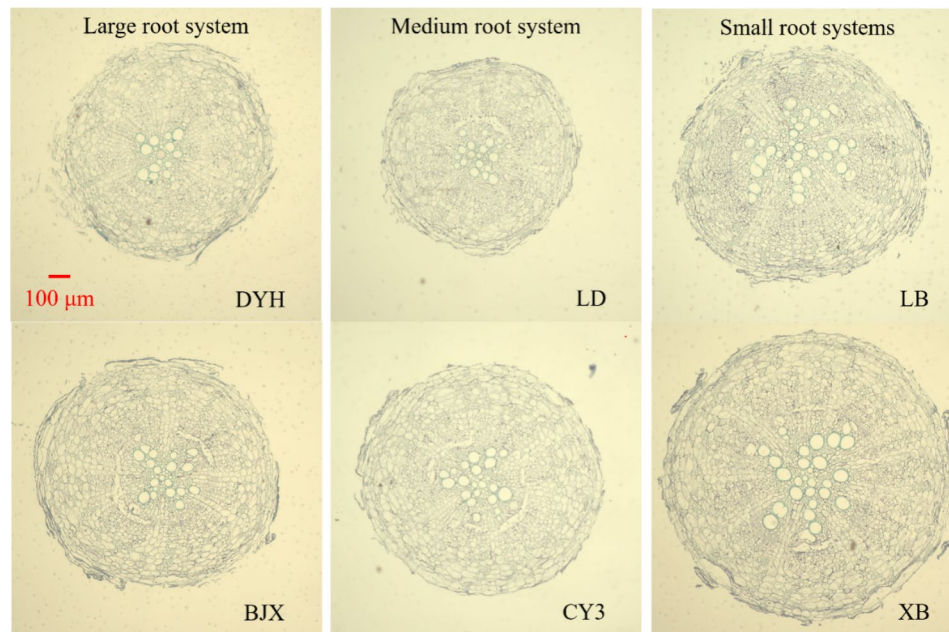 Large root system
Medium root system
Small root systems
100 μm
DYH
LD
LB
BJX
CY3
XB